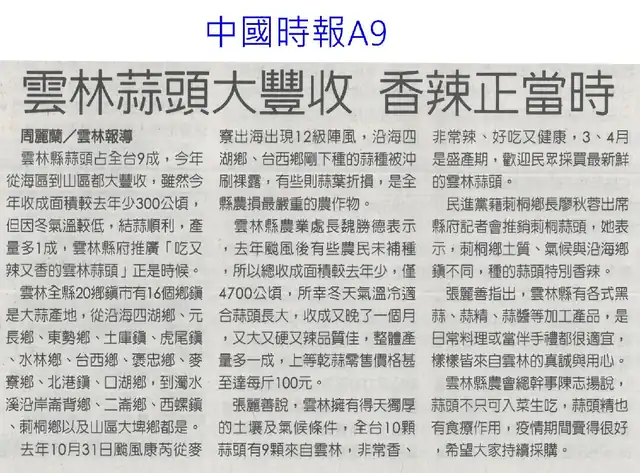 中國時報A9
雲林蒜頭大豐收 香辣正當時
周麗蘭／雲林報導
雲林縣蒜頭占全台9成，今年
從海區到山區都大豐收，雖然今
年收成面積較去年少300公頃，
但因冬氣溫較低，結蒜順利，產
量多1成，雲林縣府推廣「吃又
辣又香的雲林蒜頭」正是時候。
雲林全縣20鄉鎮市有16個鄉鎮
是大蒜產地，從沿海四湖鄉、元
長鄉、東勢鄉、土庫鎮、虎尾鎮
、水林鄉、台西鄉、褒忠鄉、麥
寮鄉、北港鎮、口湖鄉，到濁水
溪沿岸崙背鄉、二崙鄉、西螺鎮
、莿桐鄉以及山區大埤鄉都是。
去年10月31日颱風康芮從麥
寮出海出現12級陣風，沿海四
湖鄉、台西鄉剛下種的蒜種被沖
刷裸露，有些則蒜葉折損，是全
縣農損最嚴重的農作物。
雲林縣農業處長魏勝德表示
，去年颱風後有些農民未補種
，所以總收成面積較去年少，僅
4700公頃，所幸冬天氣溫冷適
合蒜頭長大，收成又晚了一個月
，又大又硬又辣品質佳，整體產
量多一成，上等乾蒜零售價格甚
至達每斤100元。
張麗善說，雲林擁有得天獨厚
的土壤及氣候條件，全台10顆
蒜頭有9顆來自雲林，非常香、
非常辣、好吃又健康，3、4月
是盛產期，歡迎民眾採買最新鮮
的雲林蒜頭。
民進黨籍莿桐鄉長廖秋蓉出席
縣府記者會推銷莿桐蒜頭，她表
示，莿桐鄉土質、氣候與沿海鄉
鎮不同，種的蒜頭特別香辣。
張麗善指出，雲林縣有各式黑
蒜、蒜精、蒜醬等加工產品，是
日常料理或當伴手禮都很適宜，
樣樣皆來自雲林的真誠與用心。
雲林縣農會總幹事陳志揚說，
蒜頭不只可入菜生吃，蒜頭精也
有食療作用，疫情期間覺得很好
，希望大家持續採購。